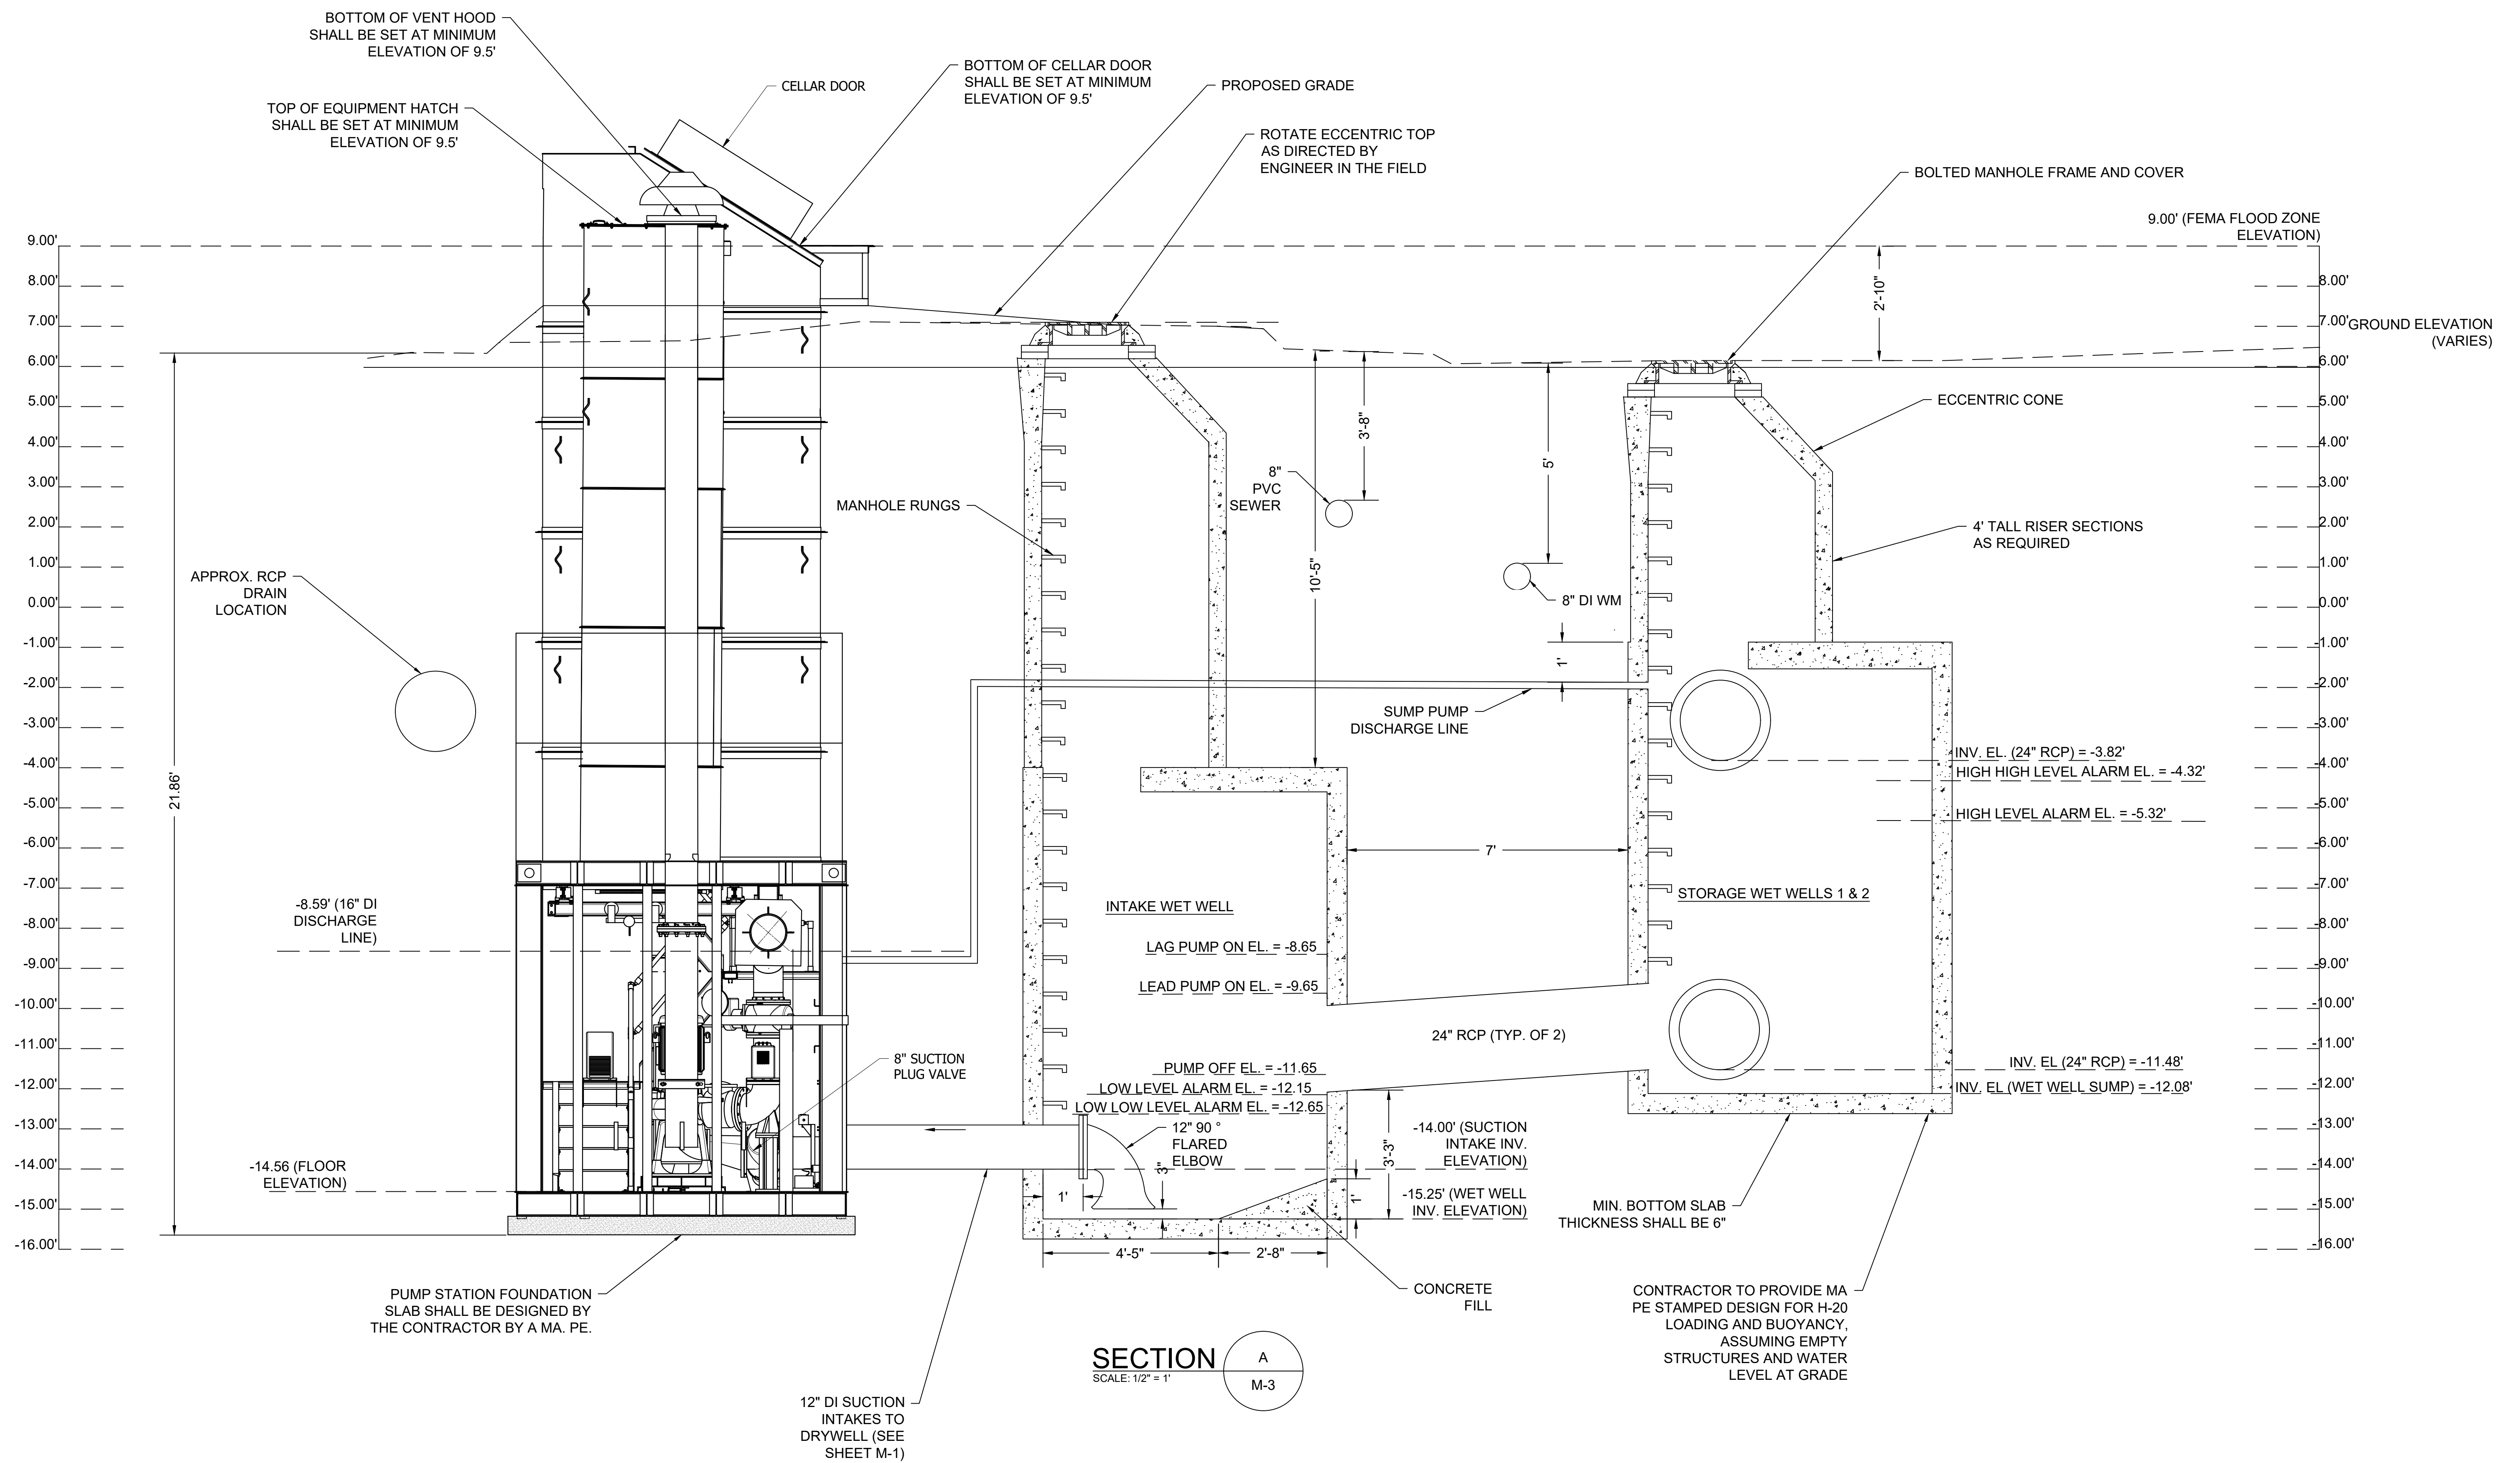 BOTTOM OF VENT HOOD
SHALL BE SET AT MINIMUM
ELEVATION OF 9.5'
TOP OF EQUIPMENT HATCH
SHALL BE SET AT MINIMUM
ELEVATION OF 9.5'
CELLAR DOOR
BOTTOM OF CELLAR DOOR
SHALL BE SET AT MINIMUM
ELEVATION OF 9.5'
PROPOSED GRADE
ROTATE ECCENTRIC TOP
AS DIRECTED BY
ENGINEER IN THE FIELD
BOLTED MANHOLE FRAME AND COVER
9.00' (FEMA FLOOD ZONE
ELEVATION)
9.00'
8.00'
7.00'
6.00'
5.00'
4.00'
3.00'
2.00'
1.00'
0.00'
-1.00'
-2.00'
-3.00'
-4.00'
-5.00'
-6.00'
-7.00'
-8.00'
-9.00'
-10.00'
-11.00'
-12.00'
-13.00'
-14.00'
-15.00'
-16.00'
21.86'
APPROX. RCP
DRAIN
LOCATION
-8.59' (16" DI
DISCHARGE
LINE)
-14.56 (FLOOR
ELEVATION)
PUMP STATION FOUNDATION
SLAB SHALL BE DESIGNED BY
THE CONTRACTOR BY A MA. PE.
8" SUCTION
PLUG VALVE
12" DI SUCTION
INTAKES TO
DRYWELL (SEE
SHEET M-1)
MANHOLE RUNGS
INTAKE WET WELL
LAG PUMP ON EL. = -8.65
LEAD PUMP ON EL. = -9.65
PUMP OFF EL. = -11.65
LOW LEVEL ALARM EL. = -12.15
LOW LOW LEVEL ALARM EL. = -12.65
12" 90 °
FLARED
ELBOW
3"
1'
4'-5"
2'-8"
3'-3"
1'
-14.00' (SUCTION
INTAKE INV.
ELEVATION)
-15.25' (WET WELL
INV. ELEVATION)
CONCRETE
FILL
10'-5"
3'-8"
8"
PVC
SEWER
5'
8" DI WM
1'
SUMP PUMP
DISCHARGE LINE
7'
24" RCP (TYP. OF 2)
2'-10"
ECCENTRIC CONE
4' TALL RISER SECTIONS
AS REQUIRED
STORAGE WET WELLS 1 & 2
INV. EL. (24" RCP) = -3.82'
HIGH HIGH LEVEL ALARM EL. = -4.32'
HIGH LEVEL ALARM EL. = -5.32'
INV. EL (24" RCP) = -11.48'
INV. EL (WET WELL SUMP) = -12.08'
MIN. BOTTOM SLAB
THICKNESS SHALL BE 6"
CONTRACTOR TO PROVIDE MA
PE STAMPED DESIGN FOR H-20
LOADING AND BUOYANCY,
ASSUMING EMPTY
STRUCTURES AND WATER
LEVEL AT GRADE
8.00'
7.00'
GROUND ELEVATION
(VARIES)
6.00'
5.00'
4.00'
3.00'
2.00'
1.00'
0.00'
-1.00'
-2.00'
-3.00'
-4.00'
-5.00'
-6.00'
-7.00'
-8.00'
-9.00'
-10.00'
-11.00'
-12.00'
-13.00'
-14.00'
-15.00'
-16.00'
SECTION
SCALE: 1/2" = 1'
A
M-3